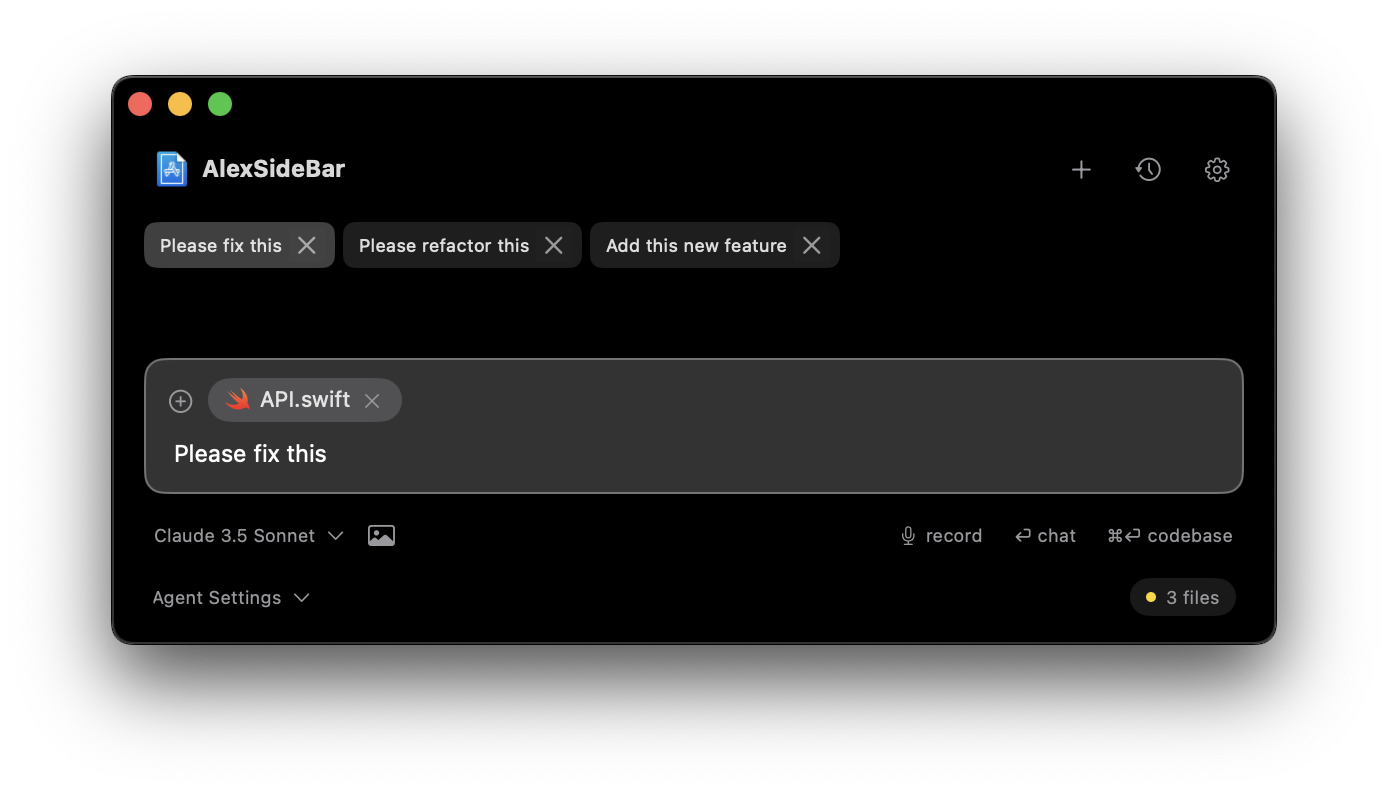 AlexSideBar
Please fix this Please refactor this Add this new feature
API.swift
Please fix this
Claude 3.5 Sonnet record ⏎ chat ⌘⏎ codebase
Agent Settings 3 files